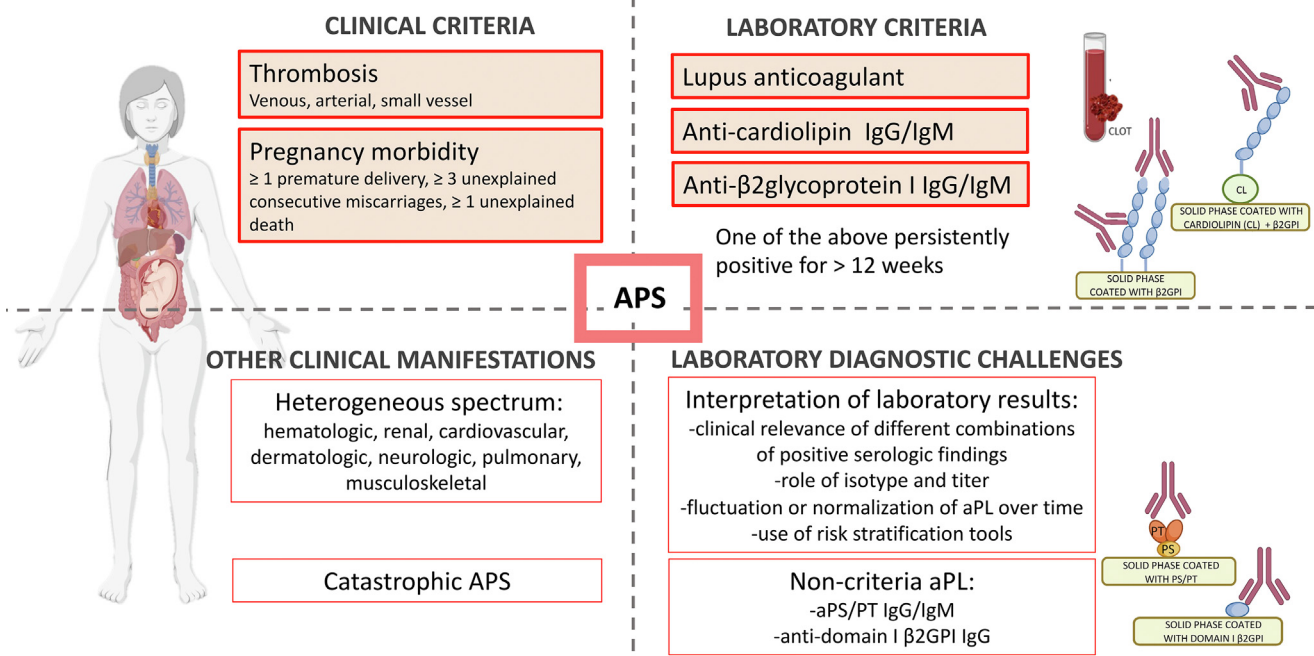 CLINICAL CRITERIA
Thrombosis
Venous, arterial, small vessel
Pregnancy morbidity
≥ 1 premature delivery, ≥ 3 unexplained
consecutive miscarriages, ≥ 1 unexplained
death
LABORATORY CRITERIA
Lupus anticoagulant
Anti-cardiolipin IgG/IgM
Anti-β2glycoprotein I IgG/IgM
One of the above persistently
positive for > 12 weeks
CLOT
CL
SOLID PHASE COATED WITH
CARDIOLIPIN (CL) + β2GPI
SOLID PHASE
COATED WITH β2GPI
APS
OTHER CLINICAL MANIFESTATIONS
Heterogeneous spectrum:
hematologic, renal, cardiovascular,
dermatologic, neurologic, pulmonary,
musculoskeletal
Catastrophic APS
LABORATORY DIAGNOSTIC CHALLENGES
Interpretation of laboratory results:
-clinical relevance of different combinations
of positive serologic findings
-role of isotype and titer
-fluctuation or normalization of aPL over time
-use of risk stratification tools
Non-criteria aPL:
-aPS/PT IgG/IgM
-anti-domain I β2GPI IgG
PT
PS
SOLID PHASE COATED
WITH PS/PT
SOLID PHASE COATED
WITH DOMAIN I β2GPI